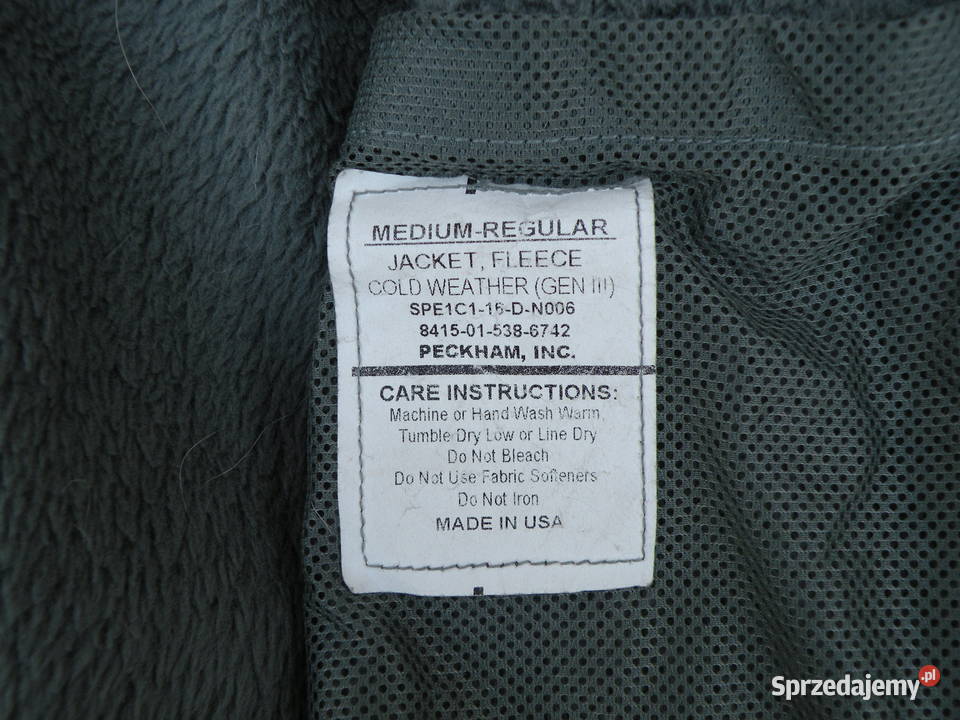 MEDIUM-REGULAR
JACKET, FLEECE
COLD WEATHER (GEN III)
SPE1C1-16-D-N006
8415-01-538-6742
PECKHAM, INC.
CARE INSTRUCTIONS:
Machine or Hand Wash Warm
Tumble Dry Low or Line Dry
Do Not Bleach
Do Not Use Fabric Softeners
Do Not Iron
MADE IN USA
Sprzedajemy.pl